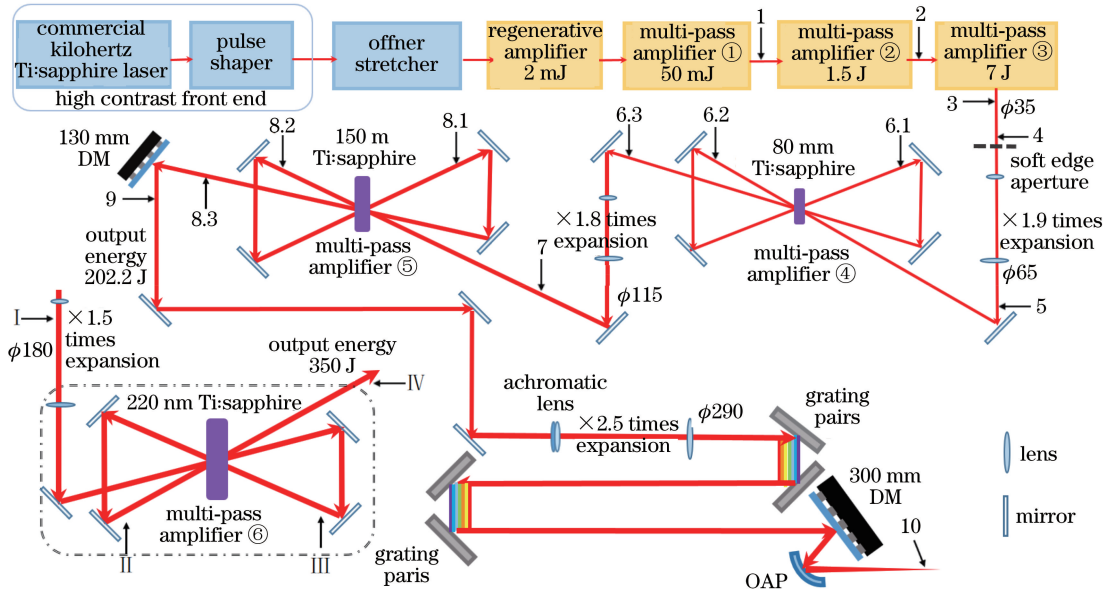 commercial
kilohertz
Ti:sapphire laser
pulse
shaper
high contrast front end
offner
stretcher
regenerative
amplifier
2 mJ
multi-pass
amplifier ①
50 mJ
1
multi-pass
amplifier ②
1.5 J
2
multi-pass
amplifier ③
7 J
3
ϕ35
4
soft edge
aperture
×1.9 times
expansion
ϕ65
5
130 mm
DM
8.2
150 m
Ti:sapphire
8.1
6.3
6.2
80 mm
Ti:sapphire
6.1
9
8.3
multi-pass
amplifier ⑤
7
×1.8 times
expansion
ϕ115
multi-pass
amplifier ④
output
energy
202.2 J
I
×1.5
times
expansion
ϕ180
output energy
350 J
IV
220 nm Ti:sapphire
multi-pass
amplifier ⑥
II
III
achromatic
lens
×2.5 times
expansion
ϕ290
grating
pairs
300 mm
DM
grating
paris
OAP
10
lens
mirror